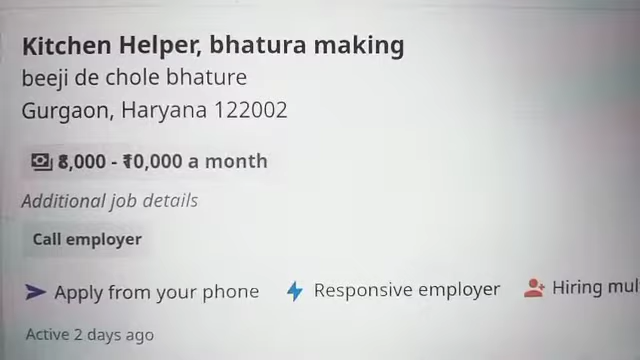 Kitchen Helper, bhatura making
beeji de chole bhature
Gurgaon, Haryana 122002
₹8,000 - ₹10,000 a month
Additional job details
Call employer
Apply from your phone
Responsive employer
Hiring mul
Active 2 days ago